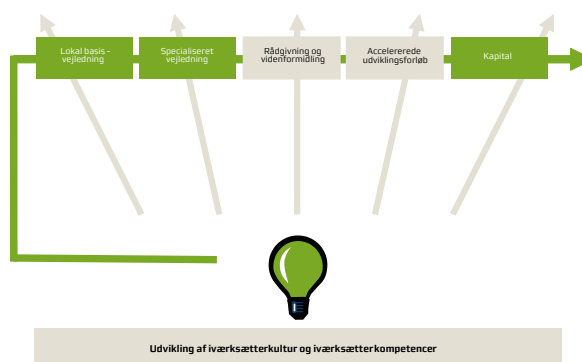 Lokal basis –
vejledning
Specialiseret
vejledning
Rådgivning og
videnformidling
Accelererede
udviklingsforløb
Kapital
Udvikling af iværksætterkultur og iværksætterkompetencer